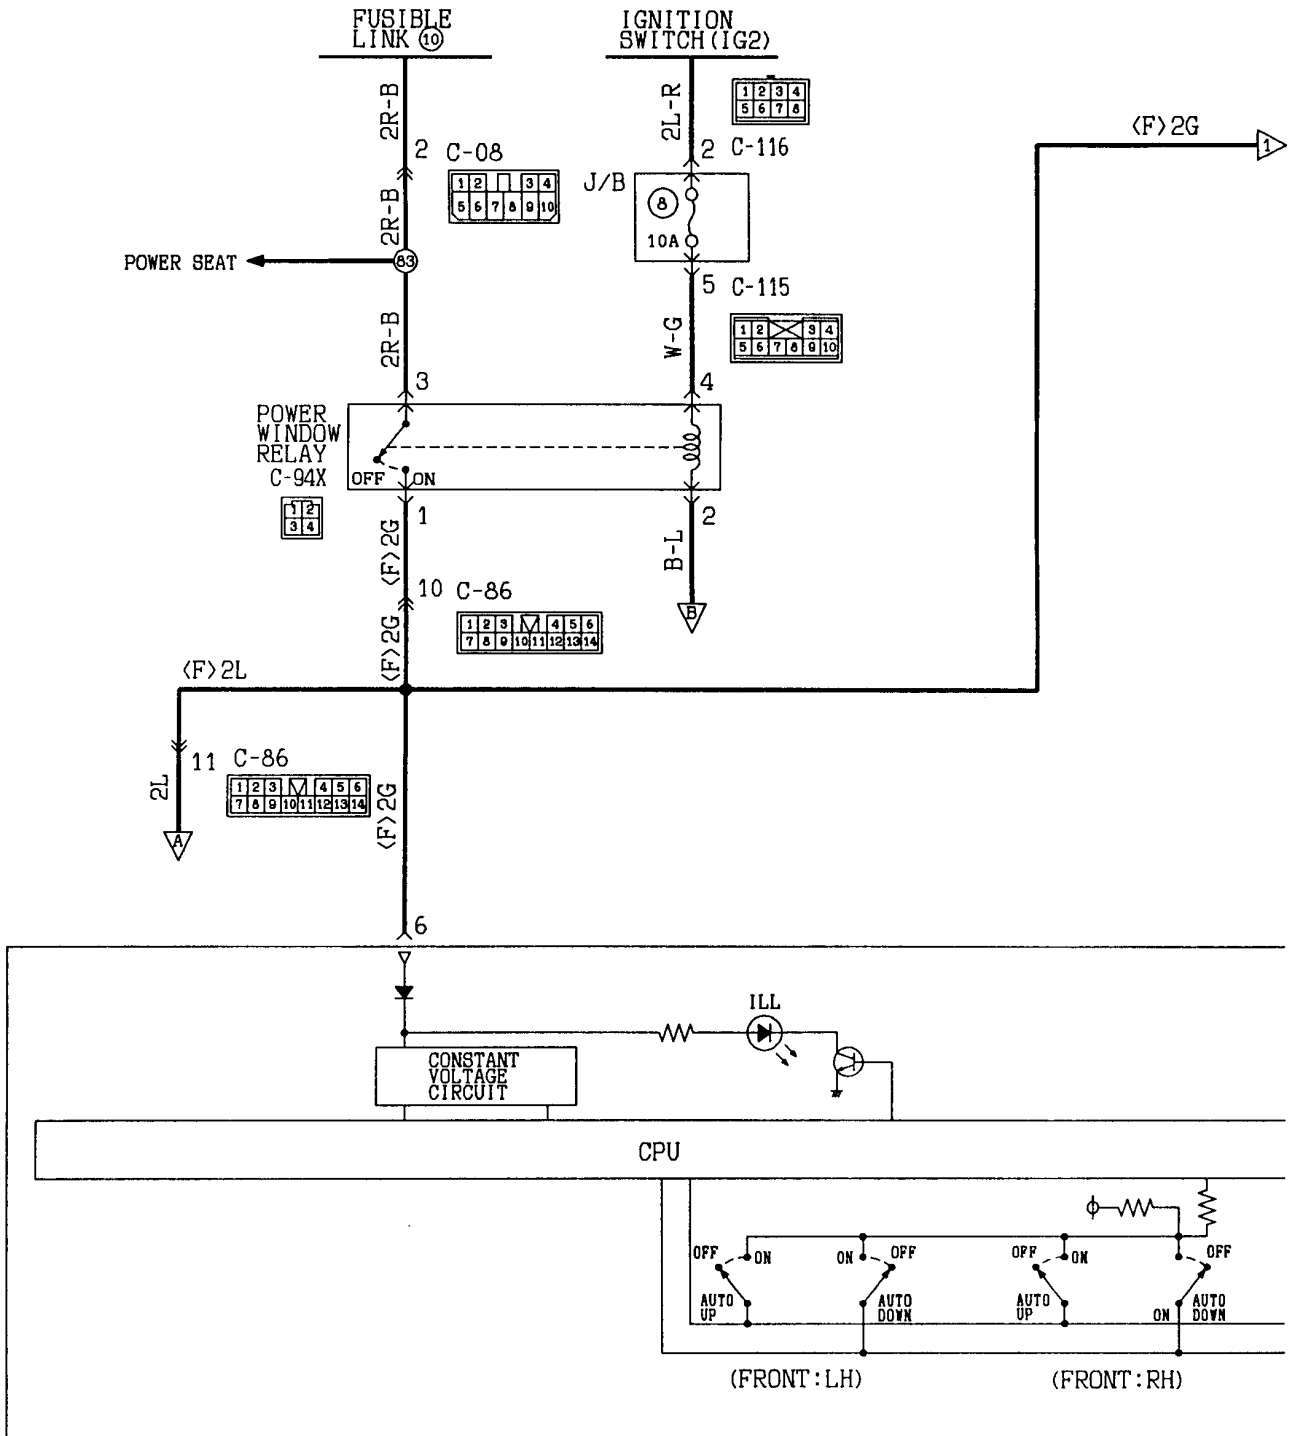 FUSIBLE
LINK ⑩
IGNITION
SWITCH(IG2)
2R-B
2L-R
1 2 3 4
5 6 7 8
2 C-116
<F>2G
1
2 C-08
1 2 3 4
5 6 7 8 9 10
J/B
8
10A
2R-B
POWER SEAT
83
5 C-115
1 2 3 4
5 6 7 8 9 10
2R-B
W-G
3
4
POWER
WINDOW
RELAY
C-94X
OFF ON
1 2
3 4
1
2
<F>2G
B-L
10 C-86
1 2 3 4 5 6
7 8 9 10 11 12 13 14
B
<F>2G
<F>2L
11 C-86
1 2 3 4 5 6
7 8 9 10 11 12 13 14
2L
<F>2G
A
6
ILL
CONSTANT
VOLTAGE
CIRCUIT
CPU
OFF ON ON OFF OFF ON OFF
AUTO
UP
AUTO
DOWN
AUTO
UP
ON AUTO
DOWN
(FRONT:LH) (FRONT:RH)